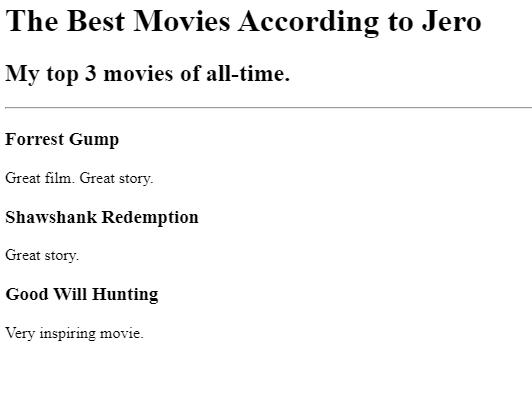 The Best Movies According to Jero
My top 3 movies of all-time.
Forrest Gump
Great film. Great story.
Shawshank Redemption
Great story.
Good Will Hunting
Very inspiring movie.